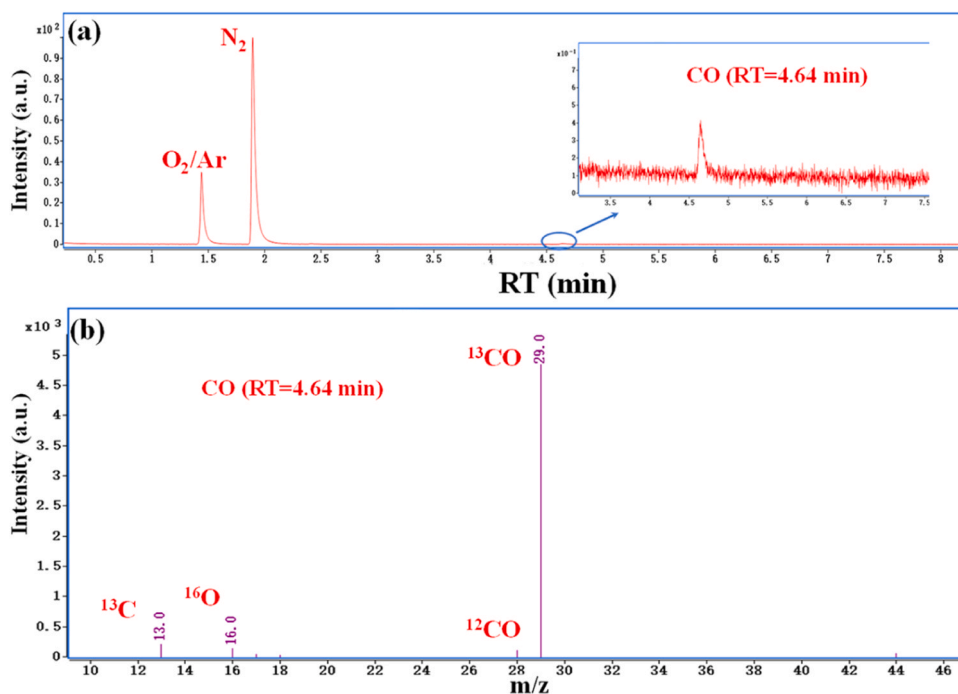 (a)
x10²
N₂
O₂/Ar
Intensity (a.u.)
0.9
0.8
0.7
0.6
0.5
0.4
0.3
0.2
0.1
0
0.5 1 1.5 2 2.5 3 3.5 4 4.5 5 5.5 6 6.5 7 7.5 8
RT (min)
x10⁻¹
CO (RT=4.64 min)
7
6
5
4
3
2
1
0
3.5 4 4.5 5 5.5 6 6.5 7 7.5
(b)
x10³
CO (RT=4.64 min)
Intensity (a.u.)
5
4.5
4
3.5
3
2.5
2
1.5
1
0.5
0
¹³C
13.0
¹⁶O
16.0
¹²CO
¹³CO
29.0
10 12 14 16 18 20 22 24 26 28 30 32 34 36 38 40 42 44 46
m/z